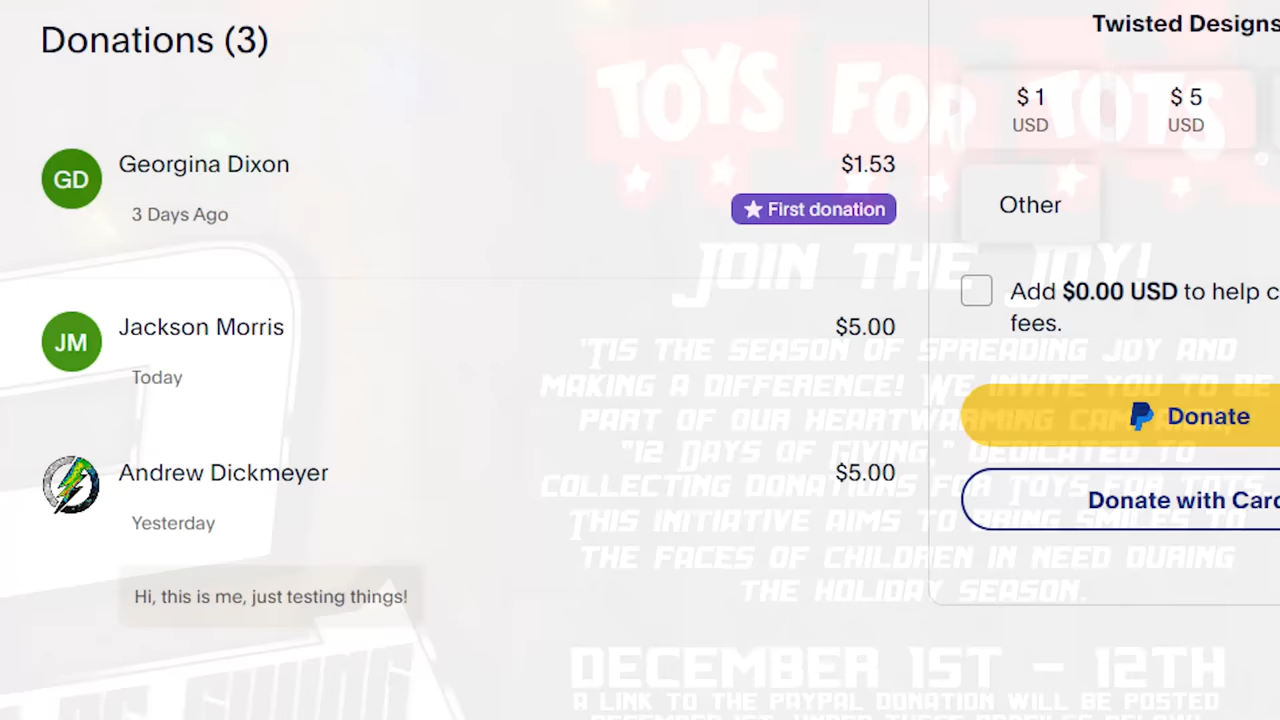 Donations (3)
GD
Georgina Dixon
$1.53
3 Days Ago
First donation
JM
Jackson Morris
$5.00
Today
Andrew Dickmeyer
$5.00
Yesterday
Hi, this is me, just testing things!
Twisted Designs
$ 1
USD
$ 5
USD
Other
Add $0.00 USD to help c
fees.
Donate
Donate with Card
TOYS FOR TOTS
JOIN THE JOY!
'TIS THE SEASON OF SPREADING JOY AND
MAKING A DIFFERENCE! WE INVITE YOU TO BE
PART OF OUR HEARTWARMING CAMPAIGN,
"12 DAYS OF GIVING," DEDICATED TO
COLLECTING DONATIONS FOR TOYS FOR TOTS
THIS INITIATIVE AIMS TO BRING SMILES TO
THE FACES OF CHILDREN IN NEED DURING
THE HOLIDAY SEASON.
DECEMBER 1ST - 12TH
A LINK TO THE PAYPAL DONATION WILL BE POSTED